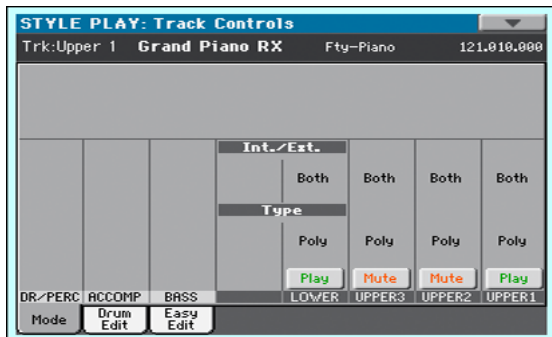 STYLE PLAY: Track Controls
Trk:Upper 1 Grand Piano RX Fty-Piano 121.010.000
Int./Ext.
Both Both Both Both
Type
Poly Poly Poly Poly
Play Mute Mute Play
DR/PERC ACCOMP BASS LOWER UPPER3 UPPER2 UPPER1
Mode Drum Edit Easy Edit